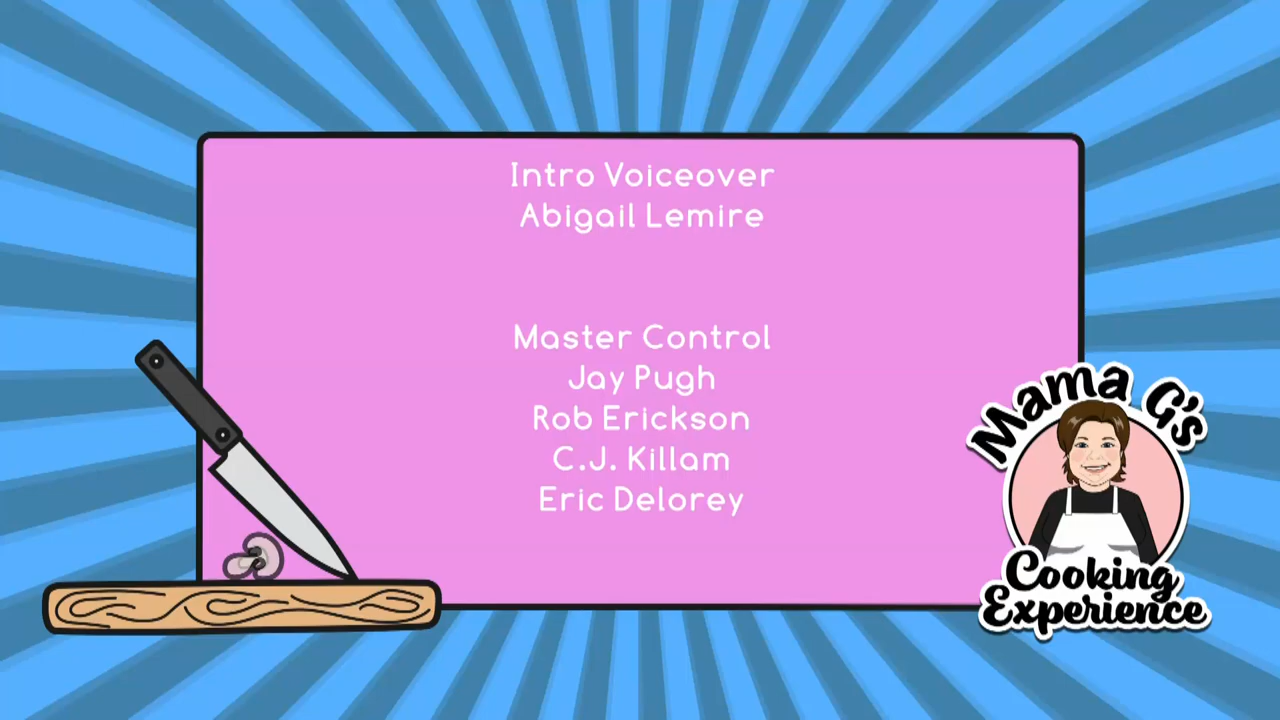 Intro Voiceover
Abigail Lemire
Master Control
Jay Pugh
Rob Erickson
C.J. Killam
Eric Delorey
Mama G's
Cooking
Experience